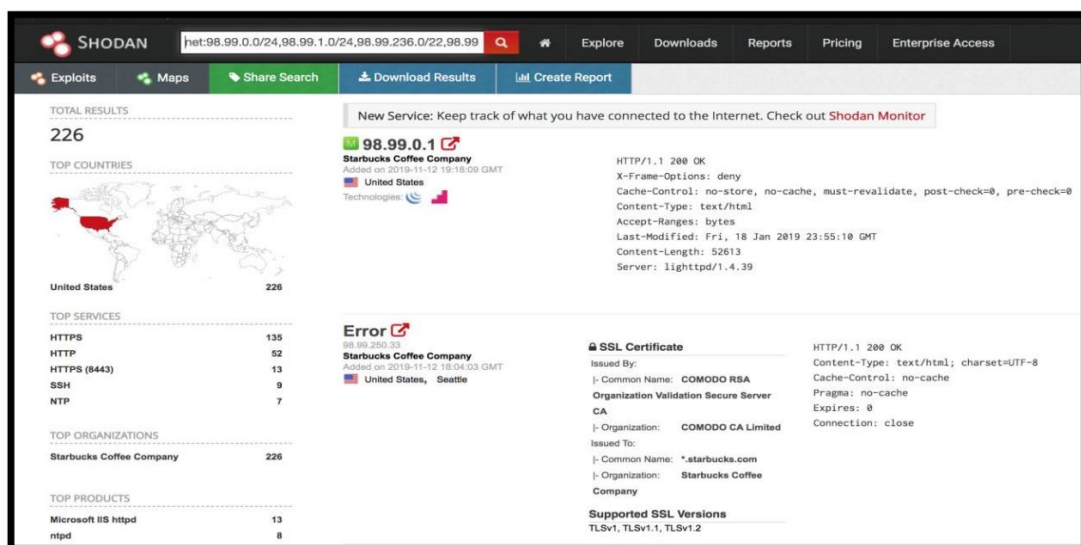 SHODAN
net:98.99.0.0/24,98.99.1.0/24,98.99.236.0/22,98.99
Explore Downloads Reports Pricing Enterprise Access
Exploits Maps Share Search Download Results Create Report
TOTAL RESULTS
226
TOP COUNTRIES
United States 226
TOP SERVICES
HTTPS 135
HTTP 52
HTTPS (8443) 13
SSH 9
NTP 7
TOP ORGANIZATIONS
Starbucks Coffee Company 226
TOP PRODUCTS
Microsoft IIS httpd 13
ntpd 8
New Service: Keep track of what you have connected to the Internet. Check out Shodan Monitor
98.99.0.1
Starbucks Coffee Company
Added on 2019-11-12 19:18:09 GMT
United States
Technologies:
HTTP/1.1 200 OK
X-Frame-Options: deny
Cache-Control: no-store, no-cache, must-revalidate, post-check=0, pre-check=0
Content-Type: text/html
Accept-Ranges: bytes
Last-Modified: Fri, 18 Jan 2019 23:55:10 GMT
Content-Length: 52613
Server: lighttpd/1.4.39
Error
98.99.250.33
Starbucks Coffee Company
Added on 2019-11-12 18:04:03 GMT
United States, Seattle
SSL Certificate
Issued By:
|- Common Name: COMODO RSA
Organization Validation Secure Server
CA
|- Organization: COMODO CA Limited
Issued To:
|- Common Name: *.starbucks.com
|- Organization: Starbucks Coffee
Company
Supported SSL Versions
TLSv1, TLSv1.1, TLSv1.2
HTTP/1.1 200 OK
Content-Type: text/html; charset=UTF-8
Cache-Control: no-cache
Pragma: no-cache
Expires: 0
Connection: close